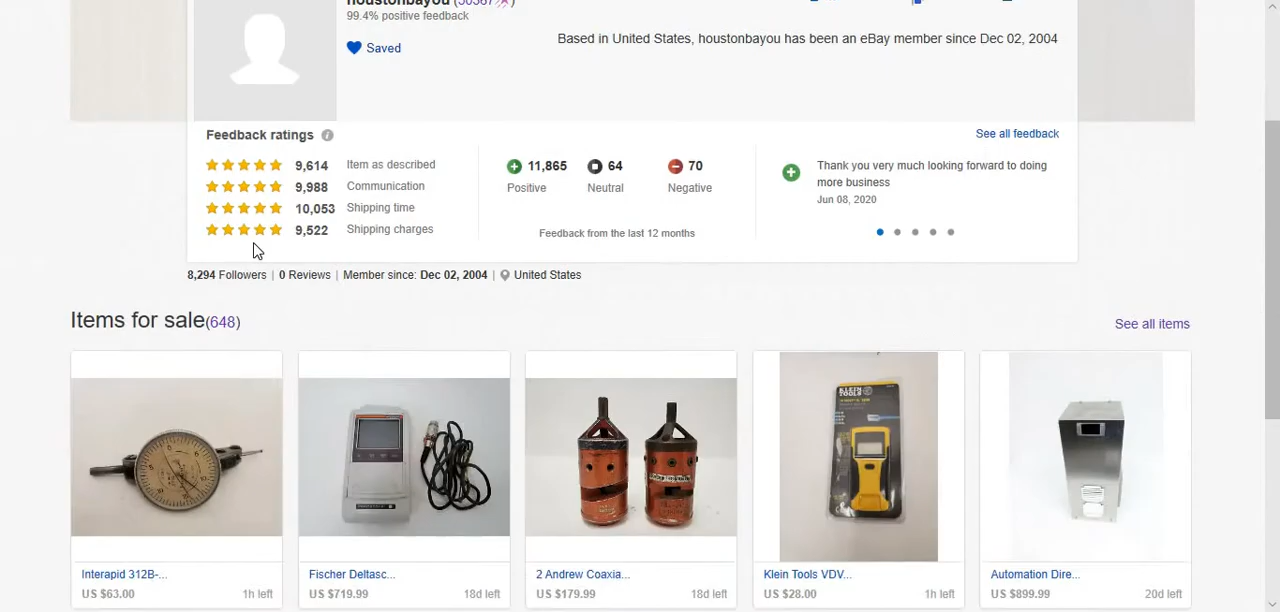 houstonbayou (50367
99.4% positive feedback
Saved
Based in United States, houstonbayou has been an eBay member since Dec 02, 2004
Feedback ratings
See all feedback
9,614 Item as described
9,988 Communication
10,053 Shipping time
9,522 Shipping charges
11,865 64 70
Positive Neutral Negative
Feedback from the last 12 months
Thank you very much looking forward to doing
more business
Jun 08, 2020
8,294 Followers | 0 Reviews | Member since: Dec 02, 2004 | United States
Items for sale(648)
See all items
KLEIN
TOOLS
Interapid 312B-...
US $63.00 1h left
Fischer Deltasc...
US $719.99 18d left
2 Andrew Coaxia...
US $179.99 18d left
Klein Tools VDV...
US $28.00 1h left
Automation Dire...
US $899.99 20d left